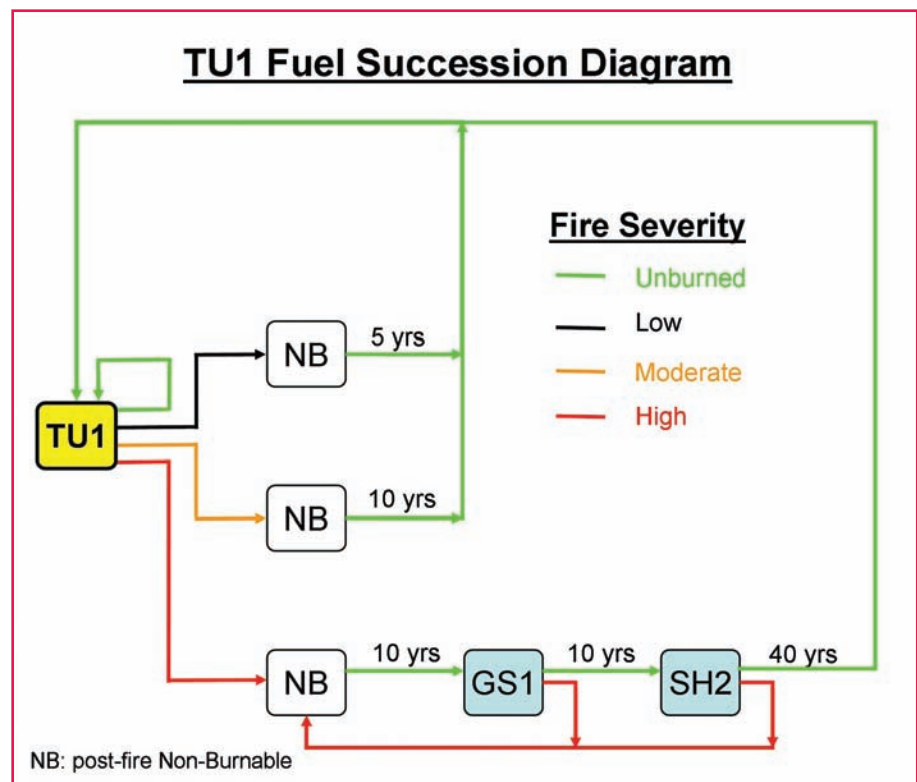 TU1 Fuel Succession Diagram
Fire Severity
Unburned
Low
Moderate
High
NB
5 yrs
TU1
NB
10 yrs
NB
10 yrs
GS1
10 yrs
SH2
40 yrs
NB: post-fire Non-Burnable